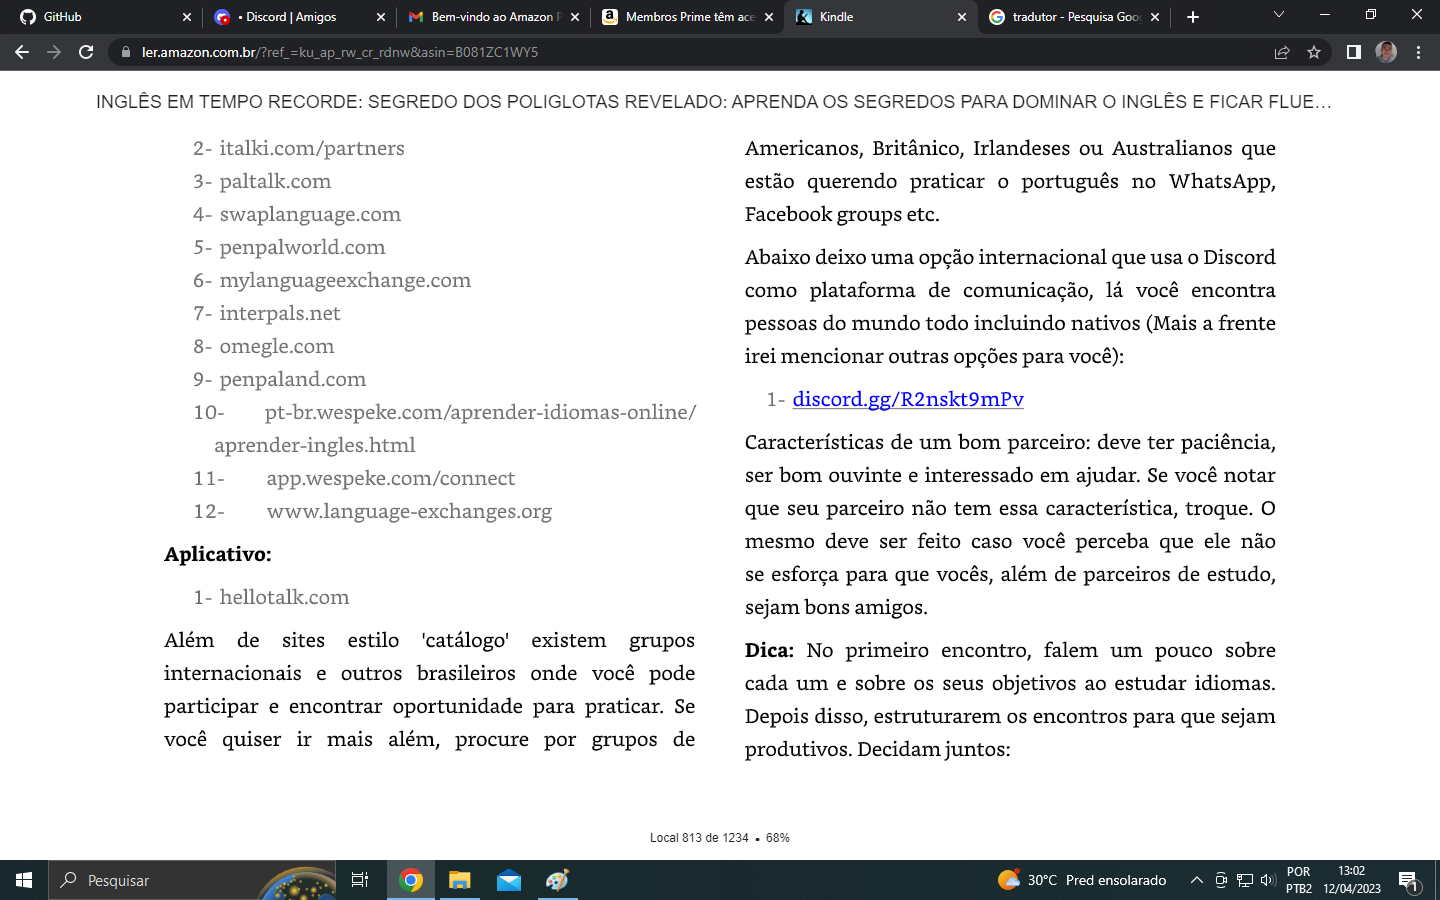 GitHub
• Discord | Amigos
Bem-vindo ao Amazon P
Membros Prime têm ace
Kindle
tradutor - Pesquisa Goo
ler.amazon.com.br/?ref_=ku_ap_rw_cr_rdnw&asin=B081ZC1WY5
INGLÊS EM TEMPO RECORDE: SEGREDO DOS POLIGLOTAS REVELADO: APRENDA OS SEGREDOS PARA DOMINAR O INGLÊS E FICAR FLUE…
2- italki.com/partners
3- paltalk.com
4- swaplanguage.com
5- penpalworld.com
6- mylanguageexchange.com
7- interpals.net
8- omegle.com
9- penpaland.com
10- pt-br.wespeke.com/aprender-idiomas-online/
aprender-ingles.html
11- app.wespeke.com/connect
12- www.language-exchanges.org
Aplicativo:
1- hellotalk.com
Além de sites estilo 'catálogo' existem grupos
internacionais e outros brasileiros onde você pode
participar e encontrar oportunidade para praticar. Se
você quiser ir mais além, procure por grupos de
Americanos, Britânico, Irlandeses ou Australianos que
estão querendo praticar o português no WhatsApp,
Facebook groups etc.
Abaixo deixo uma opção internacional que usa o Discord
como plataforma de comunicação, lá você encontra
pessoas do mundo todo incluindo nativos (Mais a frente
irei mencionar outras opções para você):
1- discord.gg/R2nskt9mPv
Características de um bom parceiro: deve ter paciência,
ser bom ouvinte e interessado em ajudar. Se você notar
que seu parceiro não tem essa característica, troque. O
mesmo deve ser feito caso você perceba que ele não
se esforça para que vocês, além de parceiros de estudo,
sejam bons amigos.
Dica: No primeiro encontro, falem um pouco sobre
cada um e sobre os seus objetivos ao estudar idiomas.
Depois disso, estruturarem os encontros para que sejam
produtivos. Decidam juntos:
Local 813 de 1234 • 68%
Pesquisar
30°C Pred ensolarado
POR
PTB2
13:02
12/04/2023
1